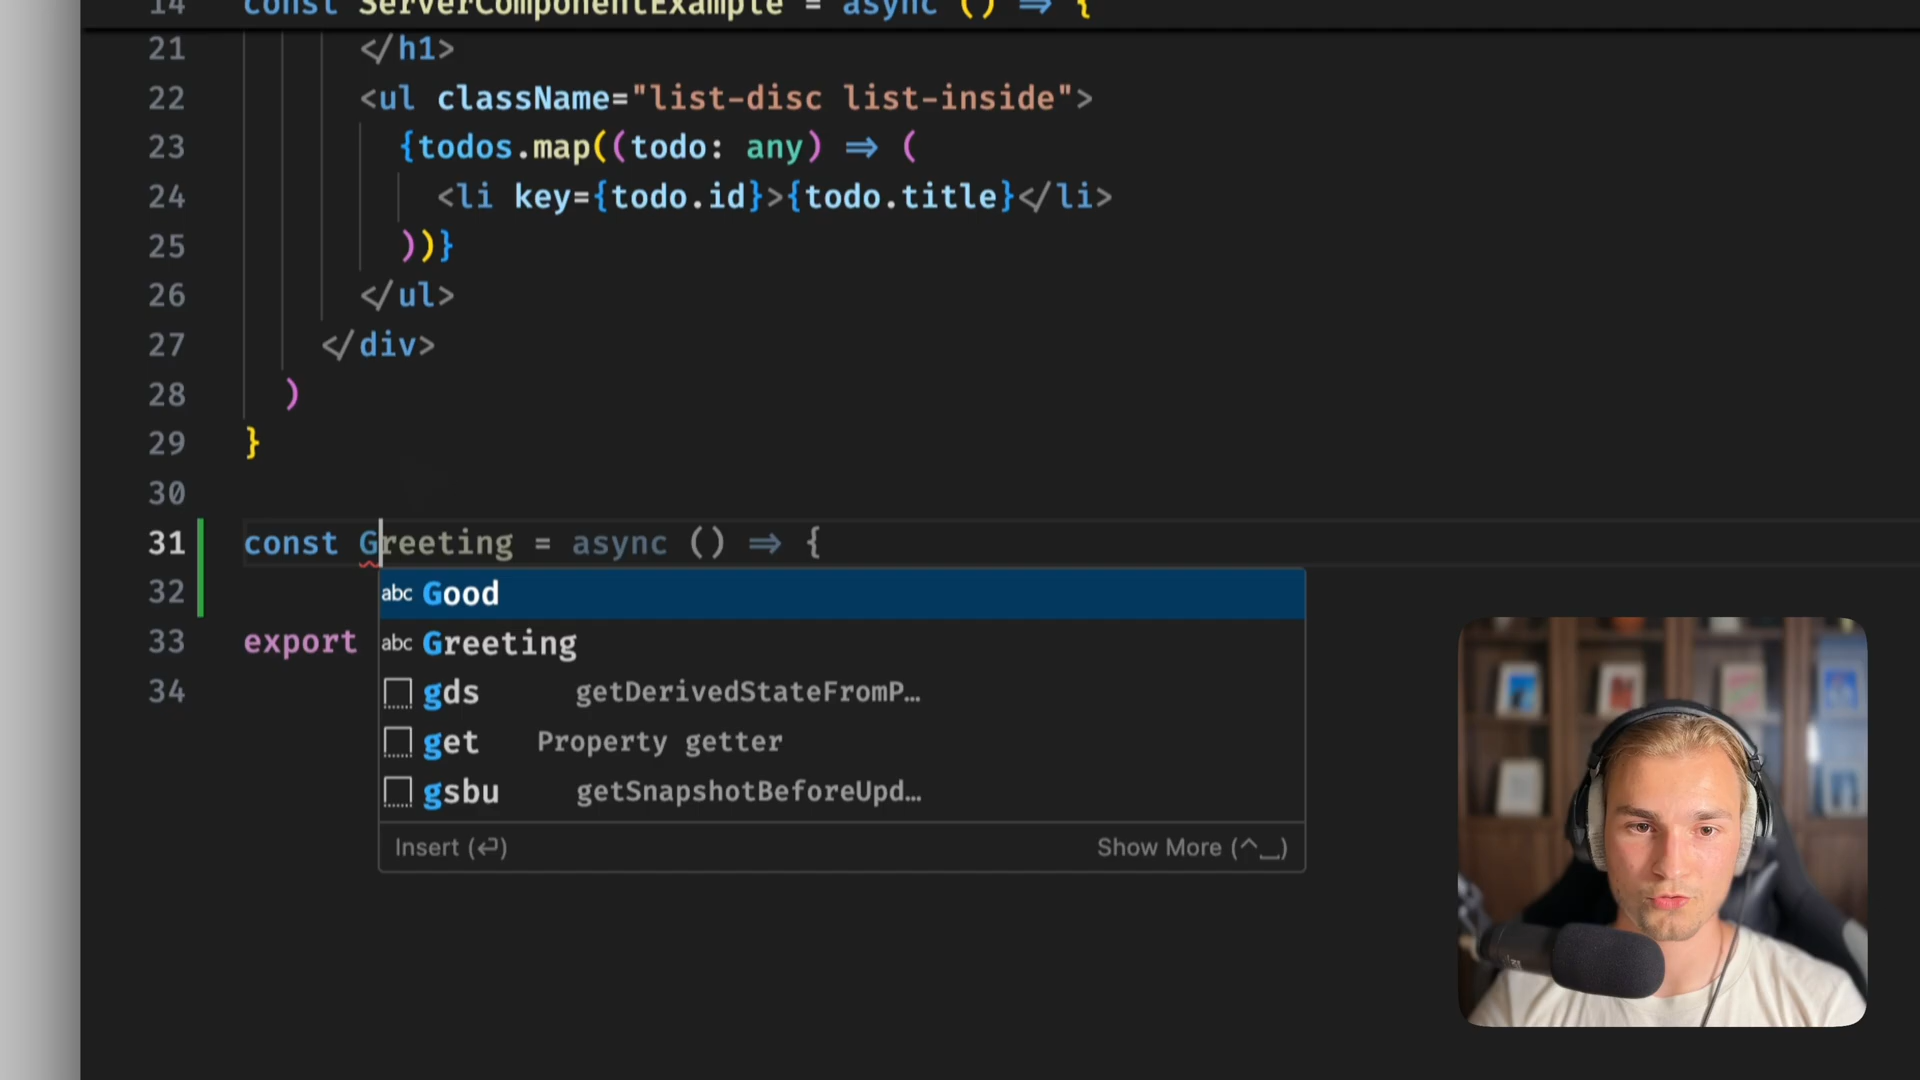 14 const ServerComponentExample = async () => {
21 </h1>
22 <ul className="list-disc list-inside">
23 {todos.map((todo: any) => (
24 <li key={todo.id}>{todo.title}</li>
25 ))}
26 </ul>
27 </div>
28 )
29 }
30
31 const Greeting = async () => {
32
abc Good
33 export
abc Greeting
34
gds getDerivedStateFromP…
get Property getter
gsbu getSnapshotBeforeUpd…
Insert (⏎)
Show More (^⎵)